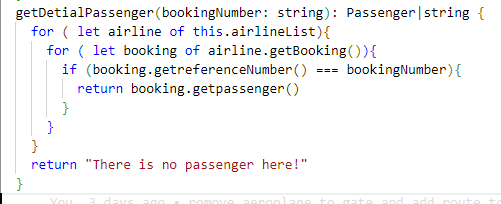 getDetialPassenger(bookingNumber: string): Passenger|string {
for ( let airline of this.airlineList){
for ( let booking of airline.getBooking()){
if (booking.getreferenceNumber() === bookingNumber){
return booking.getpassenger()
}
}
}
return "There is no passenger here!"
}
You, 3 days ago • remove aeroplane to gate and add route to